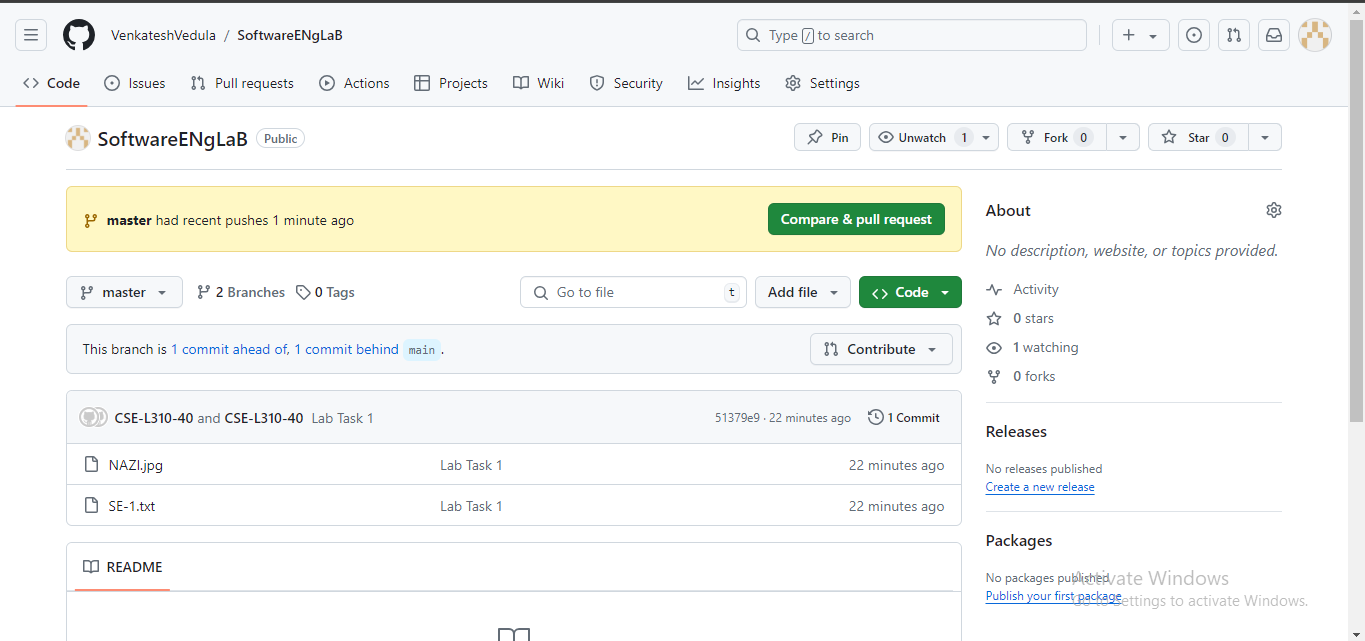 VenkateshVedula / SoftwareENgLaB Type / to search
Code Issues Pull requests Actions Projects Wiki Security Insights Settings
SoftwareENgLaB Public Pin Unwatch 1 Fork 0 Star 0
master had recent pushes 1 minute ago Compare & pull request
master 2 Branches 0 Tags Go to file t Add file Code
This branch is 1 commit ahead of, 1 commit behind main . Contribute
CSE-L310-40 and CSE-L310-40 Lab Task 1 51379e9 · 22 minutes ago 1 Commit
NAZI.jpg Lab Task 1 22 minutes ago
SE-1.txt Lab Task 1 22 minutes ago
README
About
No description, website, or topics provided.
Activity
0 stars
1 watching
0 forks
Releases
No releases published
Create a new release
Packages
No packages published
Publish your first package
Activate Windows
Go to Settings to activate Windows.